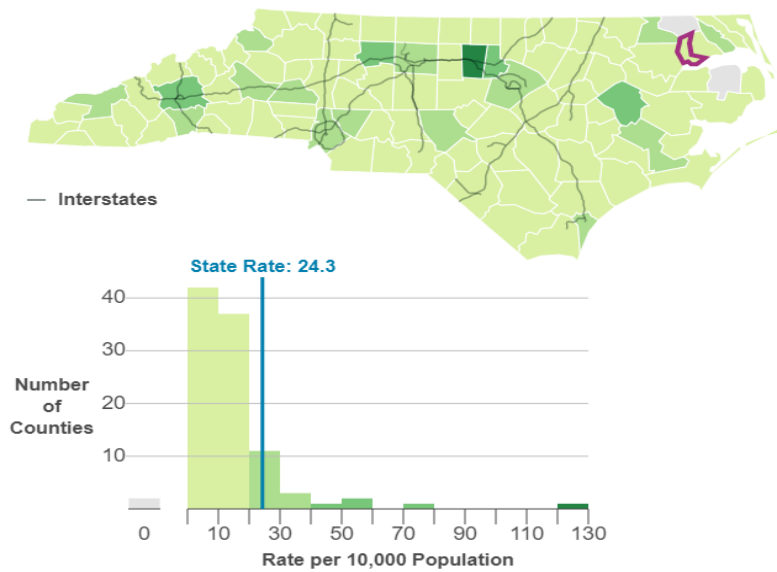 Interstates
State Rate: 24.3
40
30
20
10
Number
of
Counties
0
10
30
50
70
90
110
130
Rate per 10,000 Population